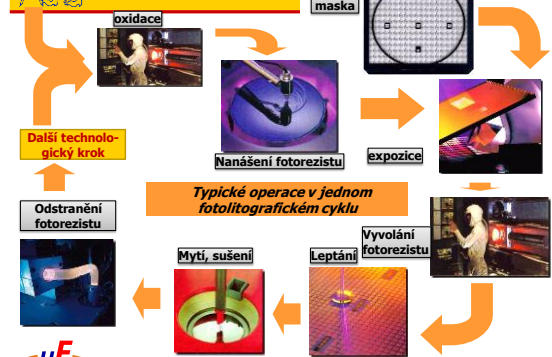 maska
oxidace
Nanášení fotorezistu
expozice
Další technolo-
gický krok
Typické operace v jednom
fotolitografickém cyklu
Odstranění
fotorezistu
Mytí, sušení
Leptání
Vyvolání
fotorezistu
µE